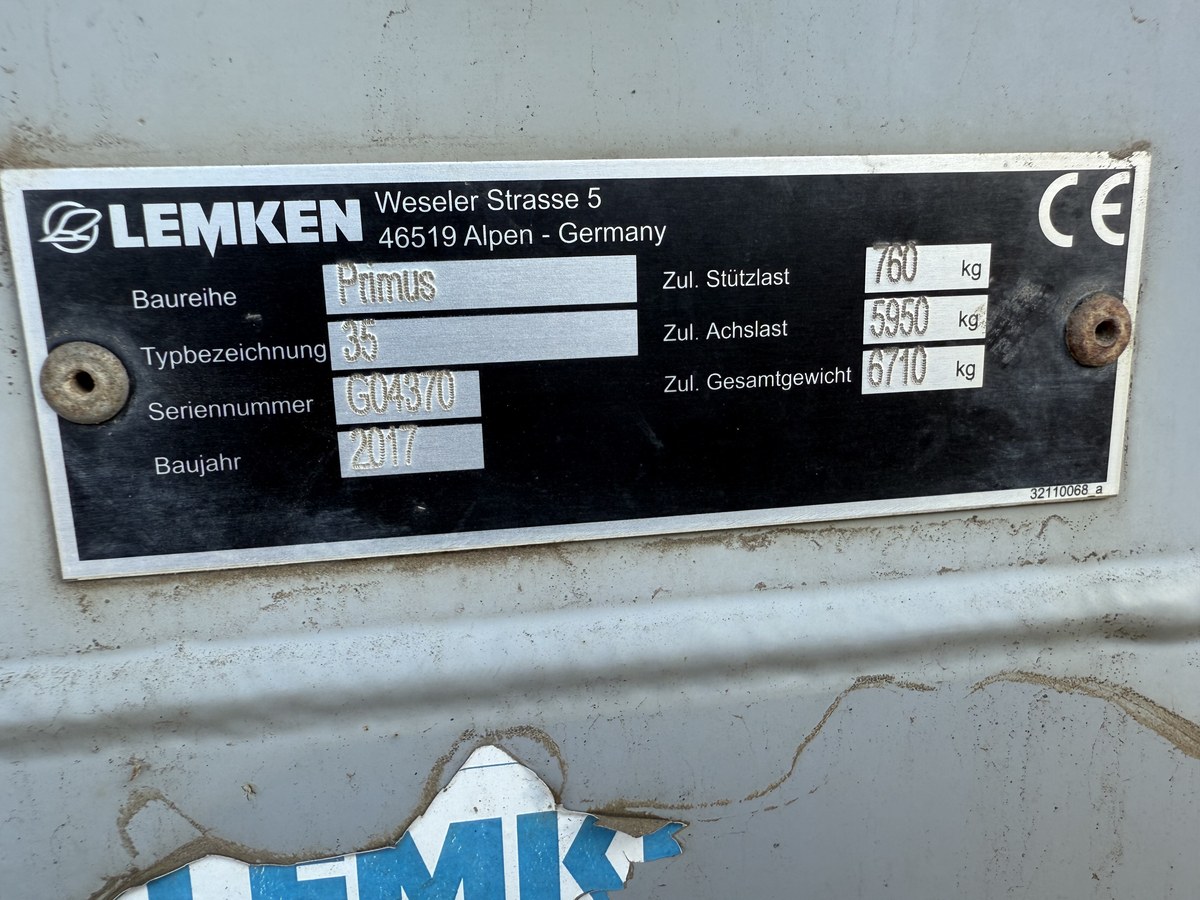 LEMKEN Weseler Strasse 5
46519 Alpen - Germany
CE
Baureihe Primus
Typbezeichnung 35
Seriennummer G04370
Baujahr 2017
Zul. Stützlast 760 kg
Zul. Achslast 5950 kg
Zul. Gesamtgewicht 6710 kg
32110068_a
LEMK